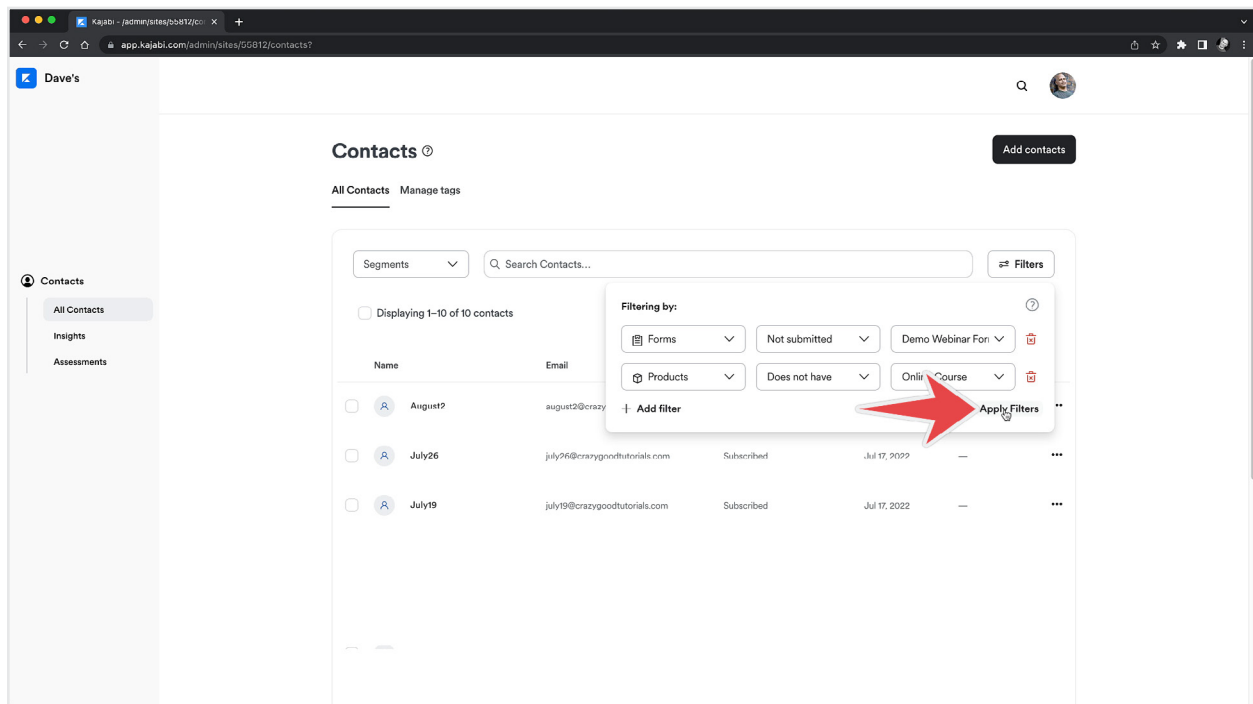 Kajabi - /admin/sites/55812/co
app.kajabi.com/admin/sites/55812/contacts?
Dave's
Contacts
Add contacts
All Contacts Manage tags
Segments
Search Contacts...
Filters
Contacts
All Contacts
Insights
Assessments
Displaying 1–10 of 10 contacts
Filtering by:
Forms Not submitted Demo Webinar For
Products Does not have Online Course
+ Add filter
Apply Filters
Name Email
August2 august2@crazy
July26 july26@crazygoodtutorials.com Subscribed Jul 17, 2022 —
July19 july19@crazygoodtutorials.com Subscribed Jul 17, 2022 —